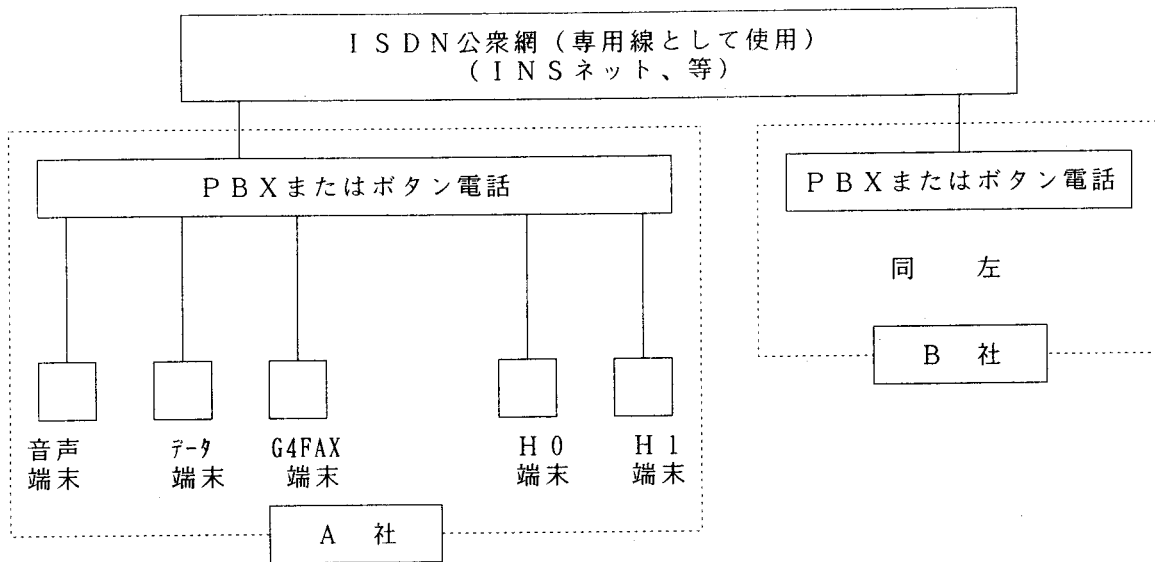 ISDN公衆網（専用線として使用）
（INSネット、等）
PBXまたはボタン電話
PBXまたはボタン電話
同 左
B 社
音声
端末
データ
端末
G4FAX
端末
H0
端末
H1
端末
A 社